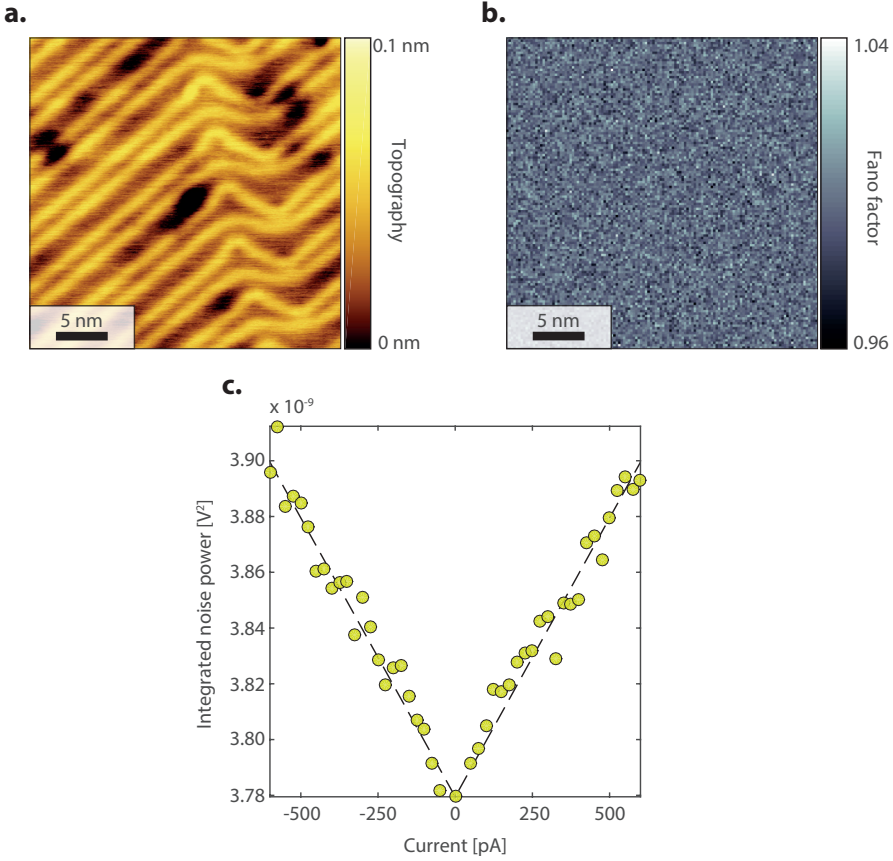 a.
0.1 nm
Topography
0 nm
5 nm
b.
1.04
Fano factor
0.96
5 nm
c.
x 10⁻⁹
Integrated noise power [V²]
3.90
3.88
3.86
3.84
3.82
3.80
3.78
-500 -250 0 250 500
Current [pA]